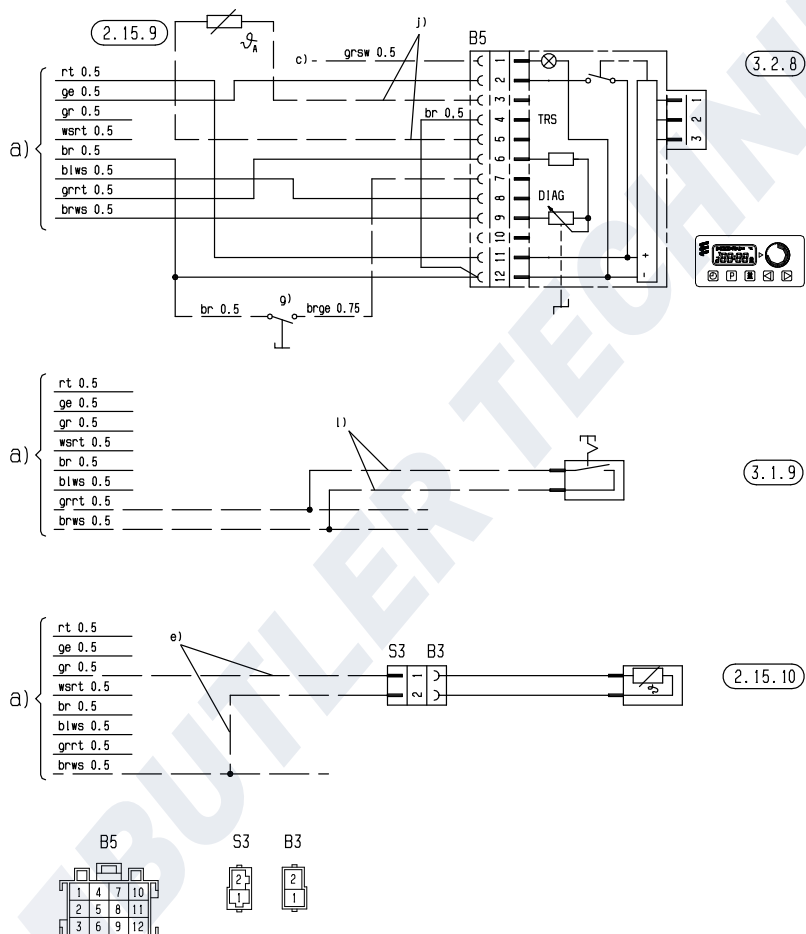 2.15.9
ϑA
j)
c)
grsw 0.5
B5
3.2.8
a)
rt 0.5
ge 0.5
gr 0.5
wsrt 0.5
br 0.5
blws 0.5
grrt 0.5
brws 0.5
br 0.5
1
2
3
4
5
6
7
8
9
10
11
12
TRS
DIAG
+
-
1
2
3
P
br 0.5
g)
brge 0.75
a)
rt 0.5
ge 0.5
gr 0.5
wsrt 0.5
br 0.5
blws 0.5
grrt 0.5
brws 0.5
l)
3.1.9
a)
rt 0.5
ge 0.5
gr 0.5
wsrt 0.5
br 0.5
blws 0.5
grrt 0.5
brws 0.5
e)
S3 B3
1
2
ϑ
2.15.10
B5
1 4 7 10
2 5 8 11
3 6 9 12
S3
2
1
B3
2
1
EBUTLER TECHNI